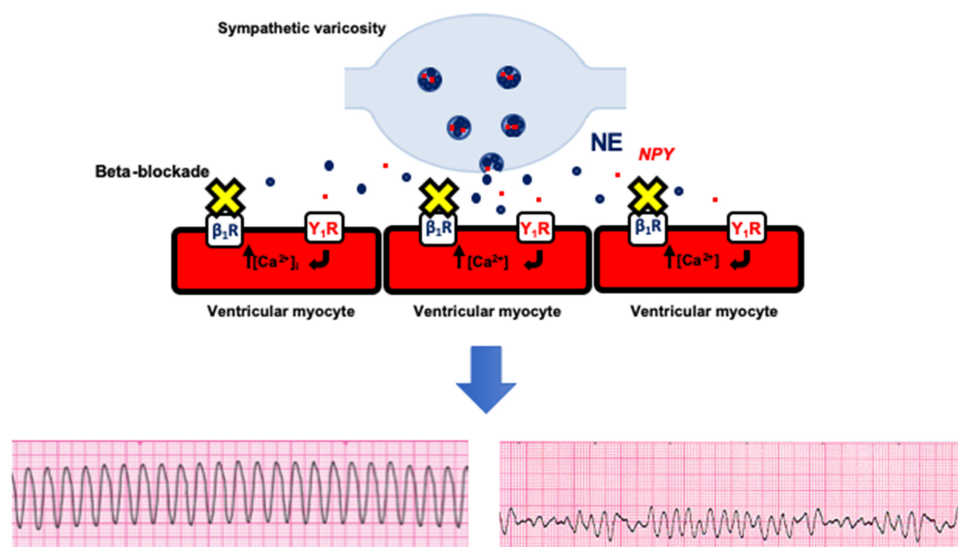 Sympathetic varicosity
NE
NPY
Beta-blockade
β₁R
Y₁R
β₁R
Y₁R
β₁R
Y₁R
[Ca²⁺]ᵢ
[Ca²⁺]
[Ca²⁺]
Ventricular myocyte
Ventricular myocyte
Ventricular myocyte